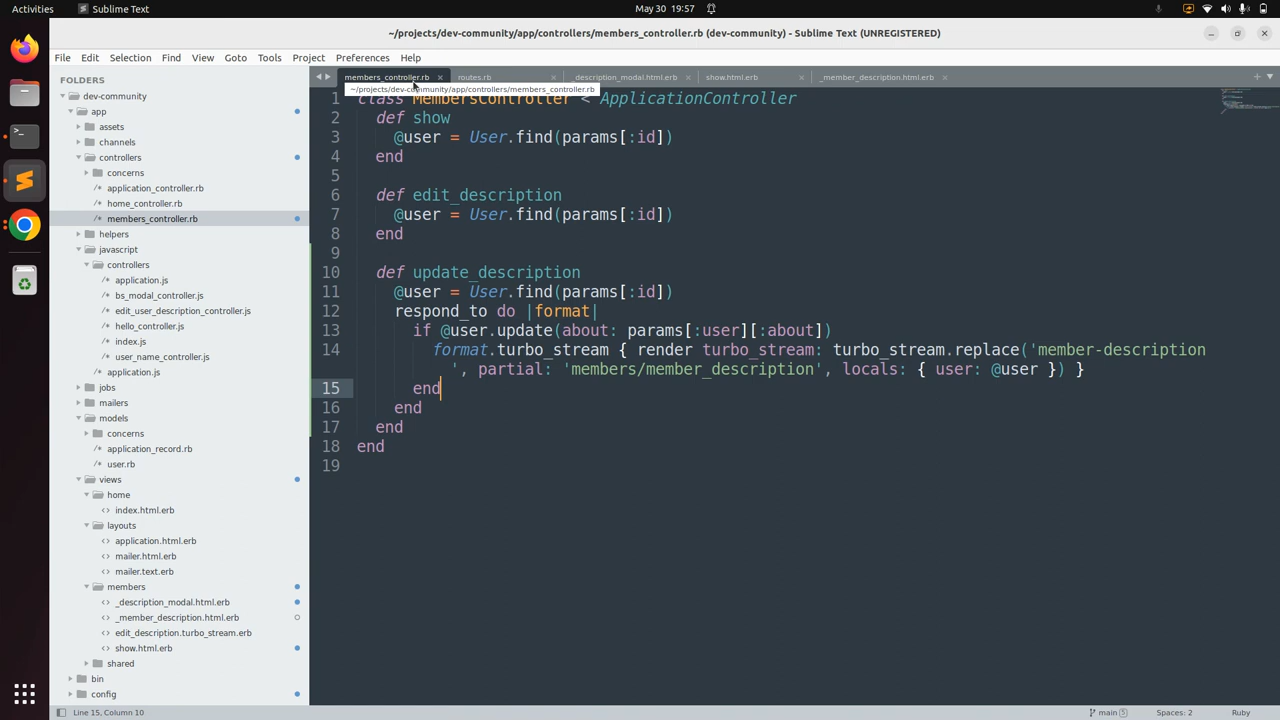 Activities
Sublime Text
May 30 19:57
~/projects/dev-community/app/controllers/members_controller.rb (dev-community) - Sublime Text (UNREGISTERED)
File Edit Selection Find View Goto Tools Project Preferences Help
FOLDERS
dev-community
app
assets
channels
controllers
concerns
application_controller.rb
home_controller.rb
members_controller.rb
helpers
javascript
controllers
application.js
bs_modal_controller.js
edit_user_description_controller.js
hello_controller.js
index.js
user_name_controller.js
application.js
jobs
mailers
models
concerns
application_record.rb
user.rb
views
home
index.html.erb
layouts
application.html.erb
mailer.html.erb
mailer.text.erb
members
_description_modal.html.erb
_member_description.html.erb
edit_description.turbo_stream.erb
show.html.erb
shared
bin
config
members_controller.rb
routes.rb
_description_modal.html.erb
show.html.erb
_member_description.html.erb
~/projects/dev-community/app/controllers/members_controller.rb
1 class MembersController < ApplicationController
2 def show
3 @user = User.find(params[:id])
4 end
5
6 def edit_description
7 @user = User.find(params[:id])
8 end
9
10 def update_description
11 @user = User.find(params[:id])
12 respond_to do |format|
13 if @user.update(about: params[:user][:about])
14 format.turbo_stream { render turbo_stream: turbo_stream.replace('member-description
', partial: 'members/member_description', locals: { user: @user }) }
15 end
16 end
17 end
18 end
19
Line 15, Column 10
main 5
Spaces: 2
Ruby